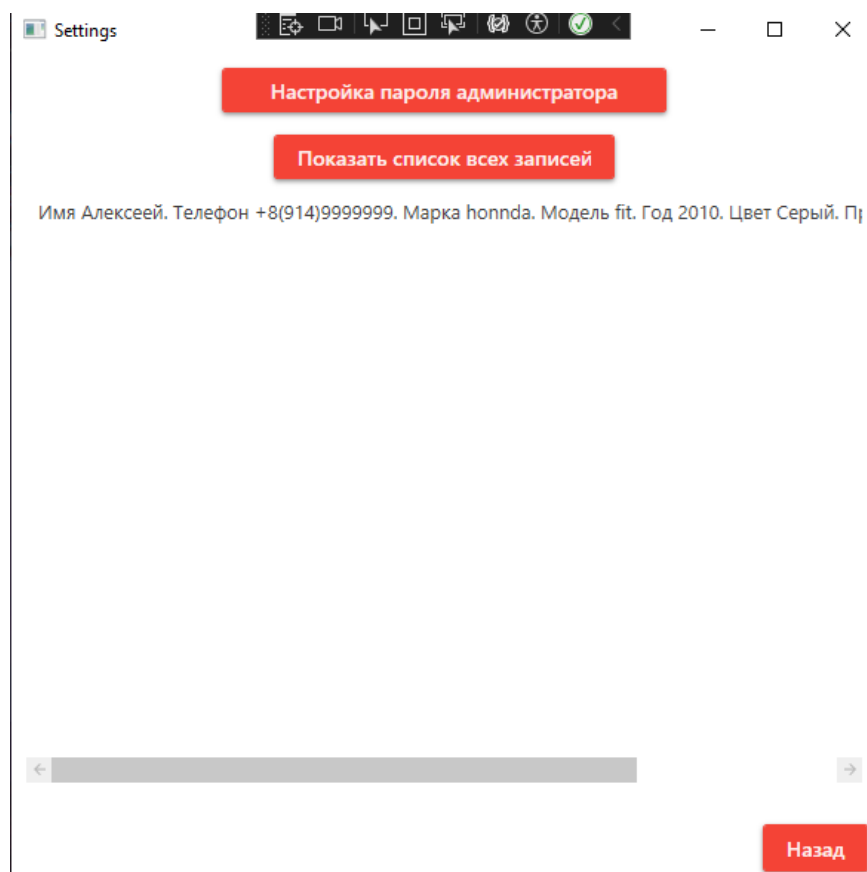 Settings
Настройка пароля администратора
Показать список всех записей
Имя Алексеей. Телефон +8(914)9999999. Марка honnda. Модель fit. Год 2010. Цвет Серый. Пр
Назад